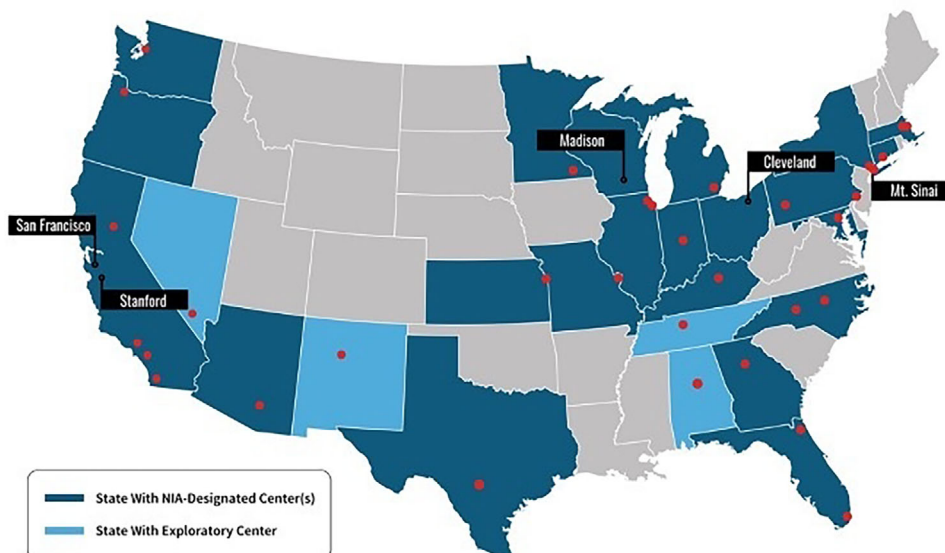 Madison
Cleveland
Mt. Sinai
San Francisco
Stanford
State With NIA-Designated Center(s)
State With Exploratory Center